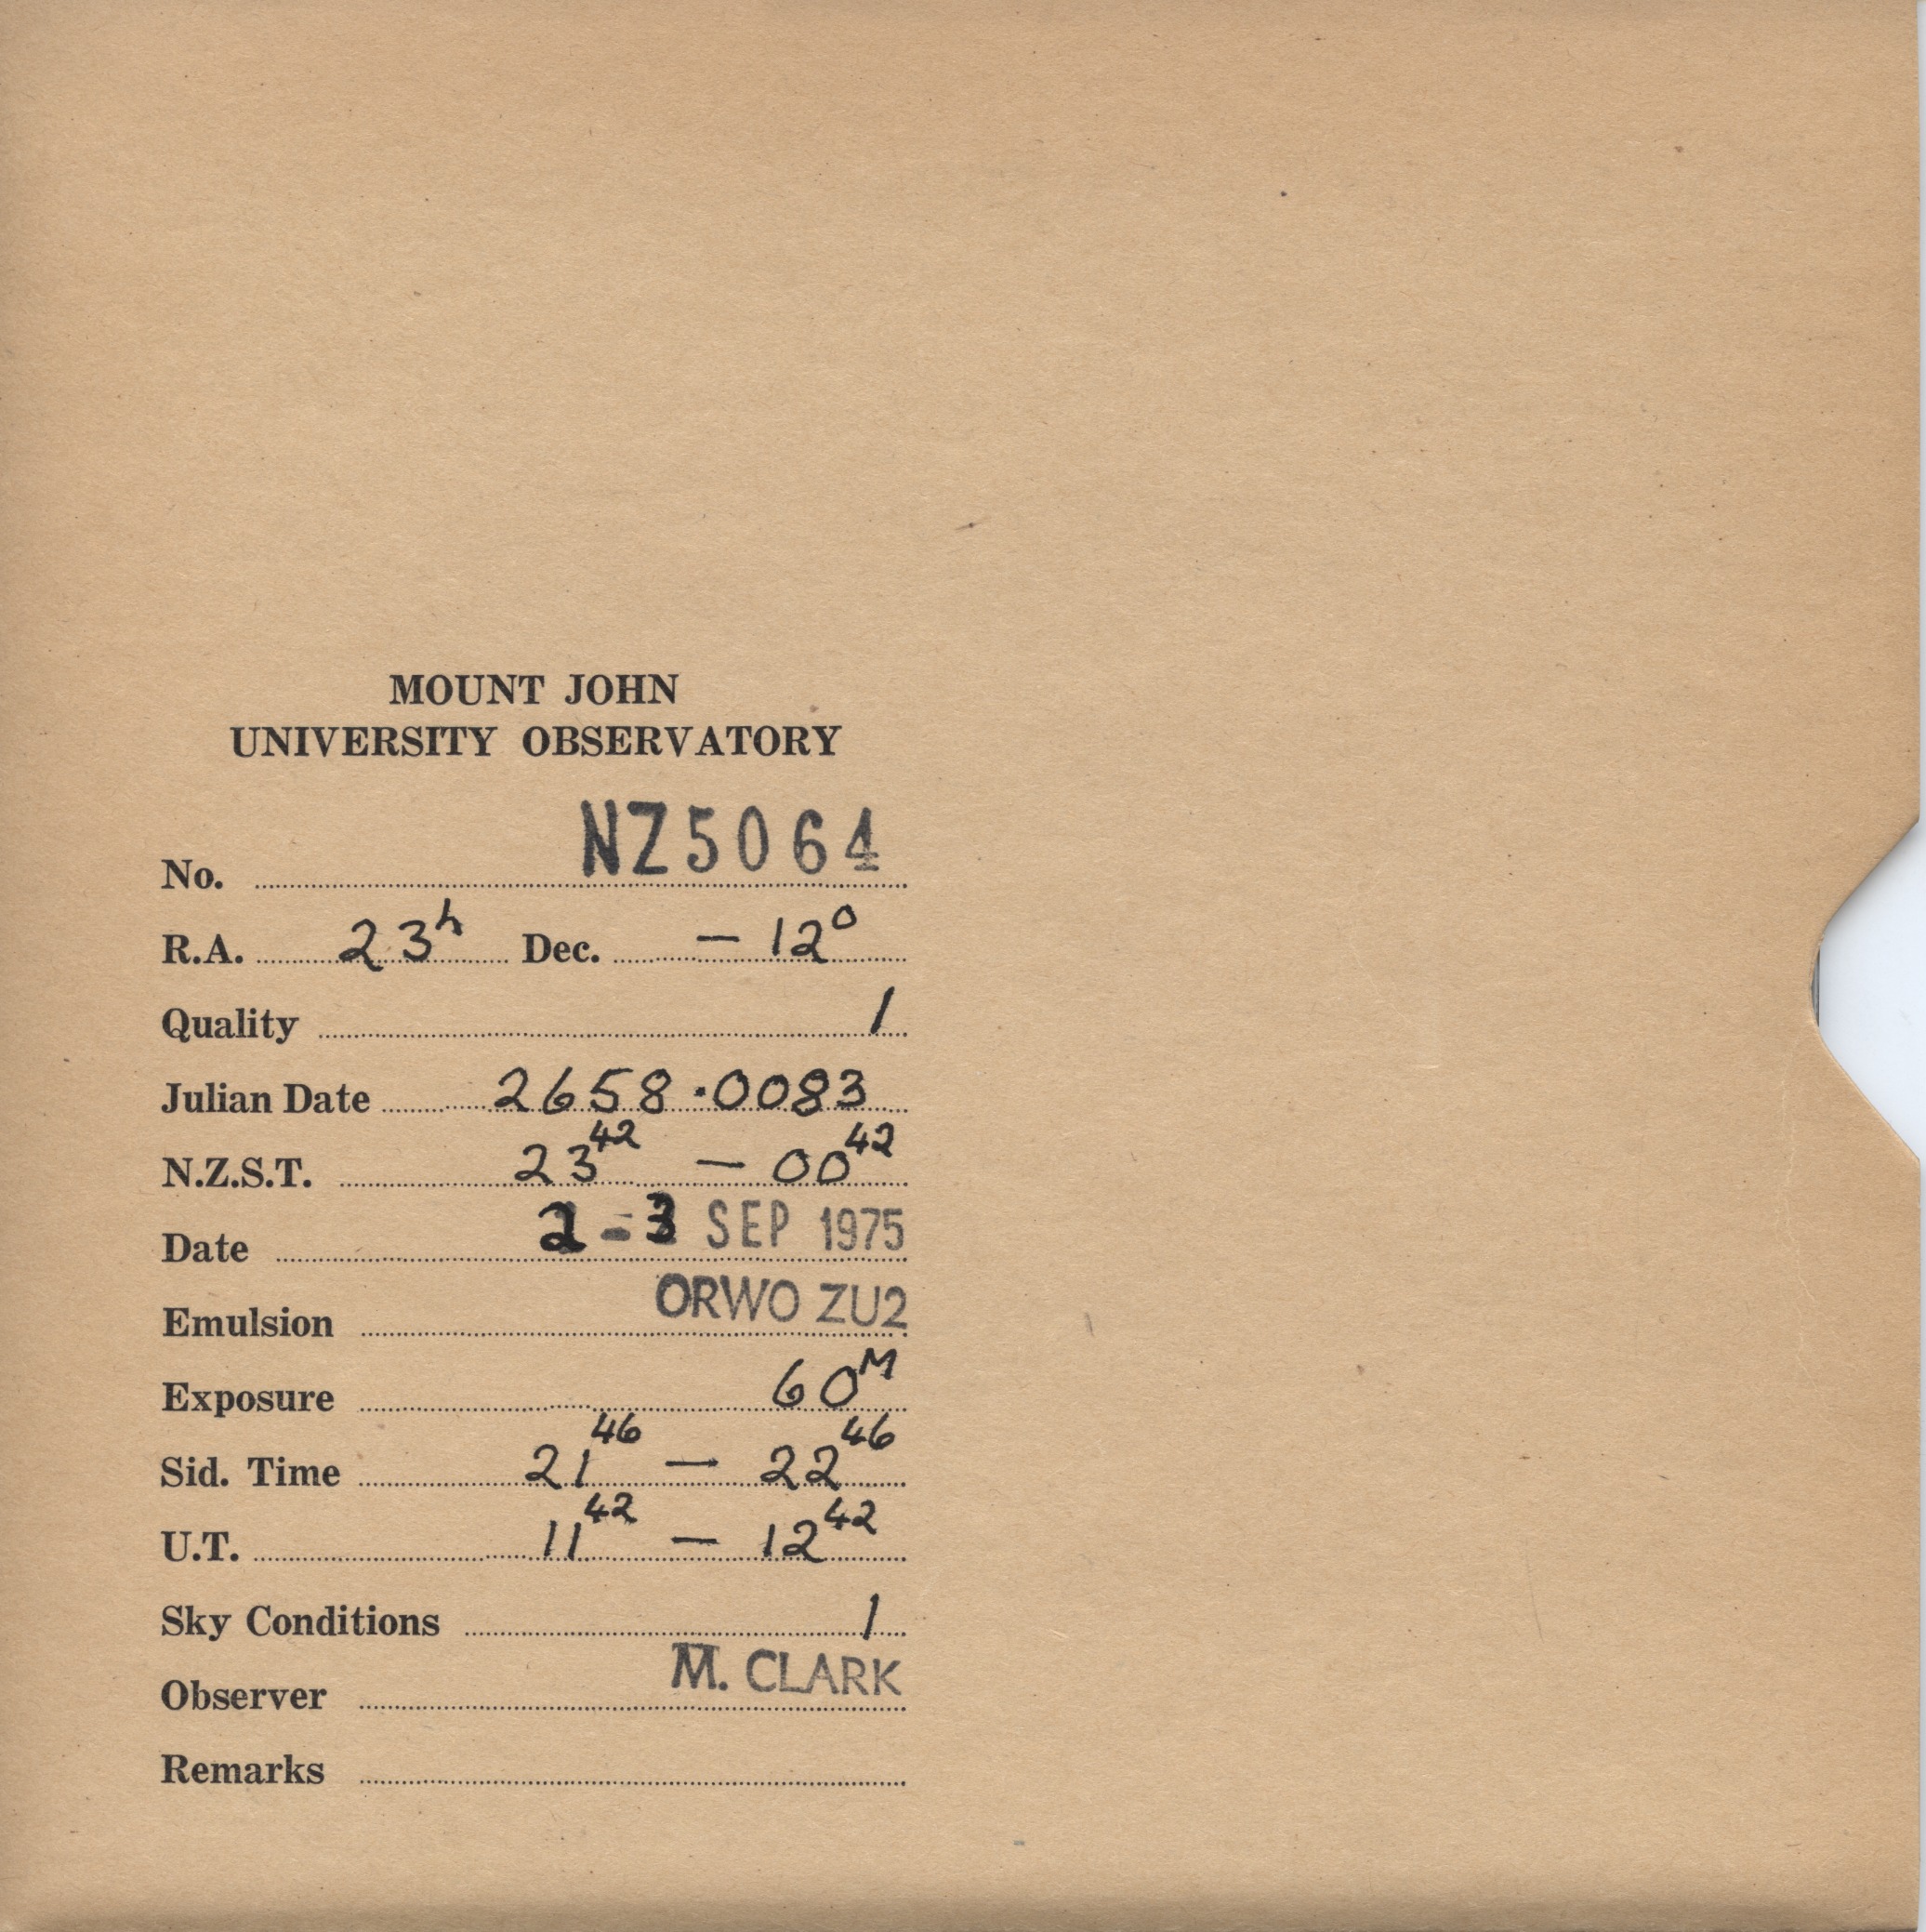 MOUNT JOHN
UNIVERSITY OBSERVATORY
No. NZ5064
R.A. 23h Dec. – 12°
Quality 1
Julian Date 2658·0083
N.Z.S.T. 23 42 – 00 42
Date 2 - 3 SEP 1975
Emulsion ORWO ZU2
Exposure 60M
Sid. Time 21 46 – 22 46
U.T. 11 42 – 12 42
Sky Conditions 1
Observer M. CLARK
Remarks